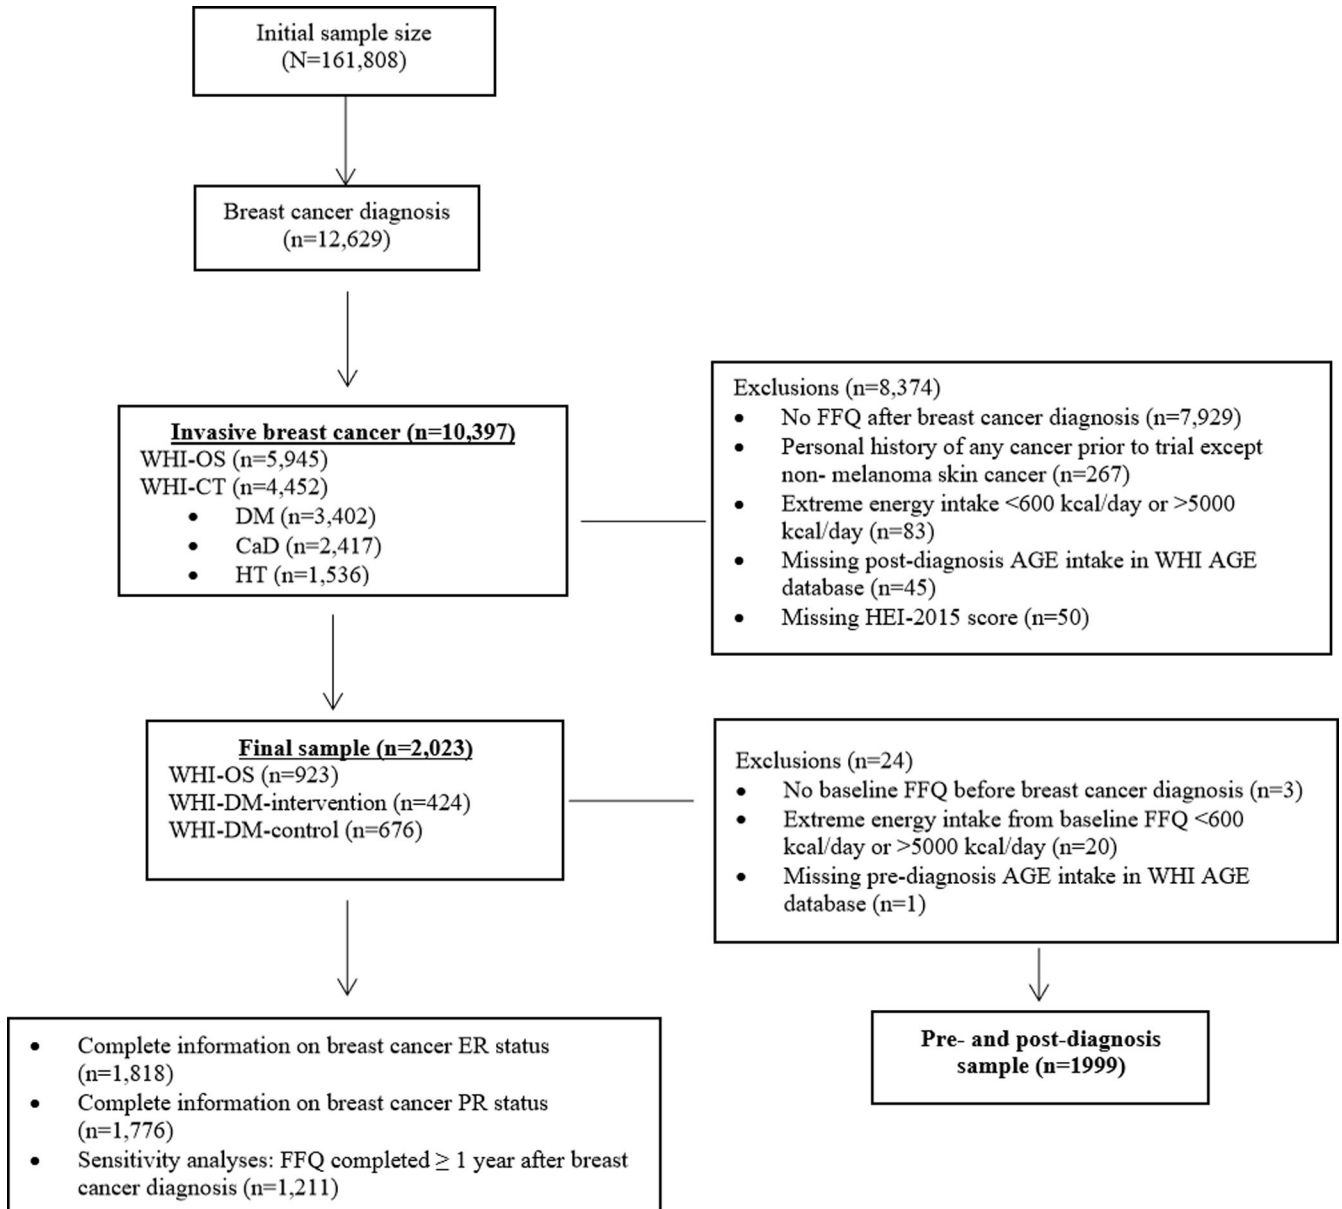 Initial sample size
(N=161,808)
Breast cancer diagnosis
(n=12,629)
Invasive breast cancer (n=10,397)
WHI-OS (n=5,945)
WHI-CT (n=4,452)
• DM (n=3,402)
• CaD (n=2,417)
• HT (n=1,536)
Exclusions (n=8,374)
• No FFQ after breast cancer diagnosis (n=7,929)
• Personal history of any cancer prior to trial except
non- melanoma skin cancer (n=267)
• Extreme energy intake <600 kcal/day or >5000
kcal/day (n=83)
• Missing post-diagnosis AGE intake in WHI AGE
database (n=45)
• Missing HEI-2015 score (n=50)
Final sample (n=2,023)
WHI-OS (n=923)
WHI-DM-intervention (n=424)
WHI-DM-control (n=676)
Exclusions (n=24)
• No baseline FFQ before breast cancer diagnosis (n=3)
• Extreme energy intake from baseline FFQ <600
kcal/day or >5000 kcal/day (n=20)
• Missing pre-diagnosis AGE intake in WHI AGE
database (n=1)
• Complete information on breast cancer ER status
(n=1,818)
• Complete information on breast cancer PR status
(n=1,776)
• Sensitivity analyses: FFQ completed ≥ 1 year after breast
cancer diagnosis (n=1,211)
Pre- and post-diagnosis
sample (n=1999)